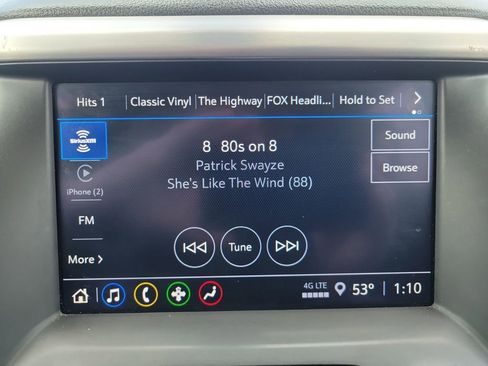 Hits 1 Classic Vinyl The Highway FOX Headli... Hold to Set
SiriusXM
8 80s on 8
Sound
Patrick Swayze
She's Like The Wind (88)
Browse
iPhone (2)
FM
Tune
More
4G LTE
53° 1:10